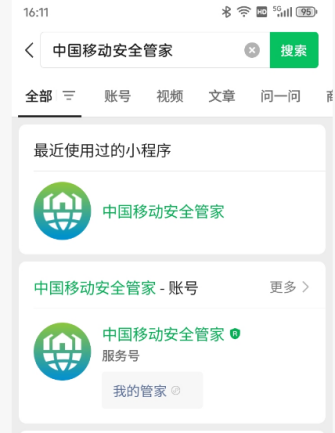 16:11
HD 5G 95
中国移动安全管家
搜索
全部
账号
视频
文章
问一问
最近使用过的小程序
中国移动安全管家
中国移动安全管家 - 账号
更多
中国移动安全管家
服务号
我的管家